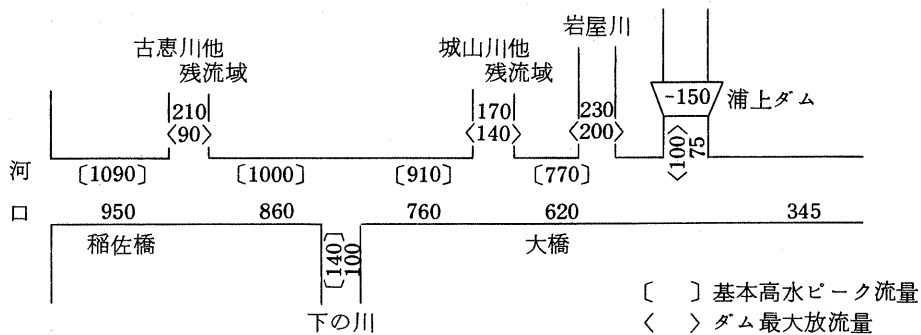 岩屋川
古恵川他
残流域
城山川他
残流域
210
〈90〉
170
〈140〉
230
〈200〉
-150
浦上ダム
〈100〉
75
河口
〔1090〕
〔1000〕
〔910〕
〔770〕
950
860
760
620
345
稲佐橋
大橋
〔140〕
100
下の川
〔 〕基本高水ピーク流量
〈 〉ダム最大放流量